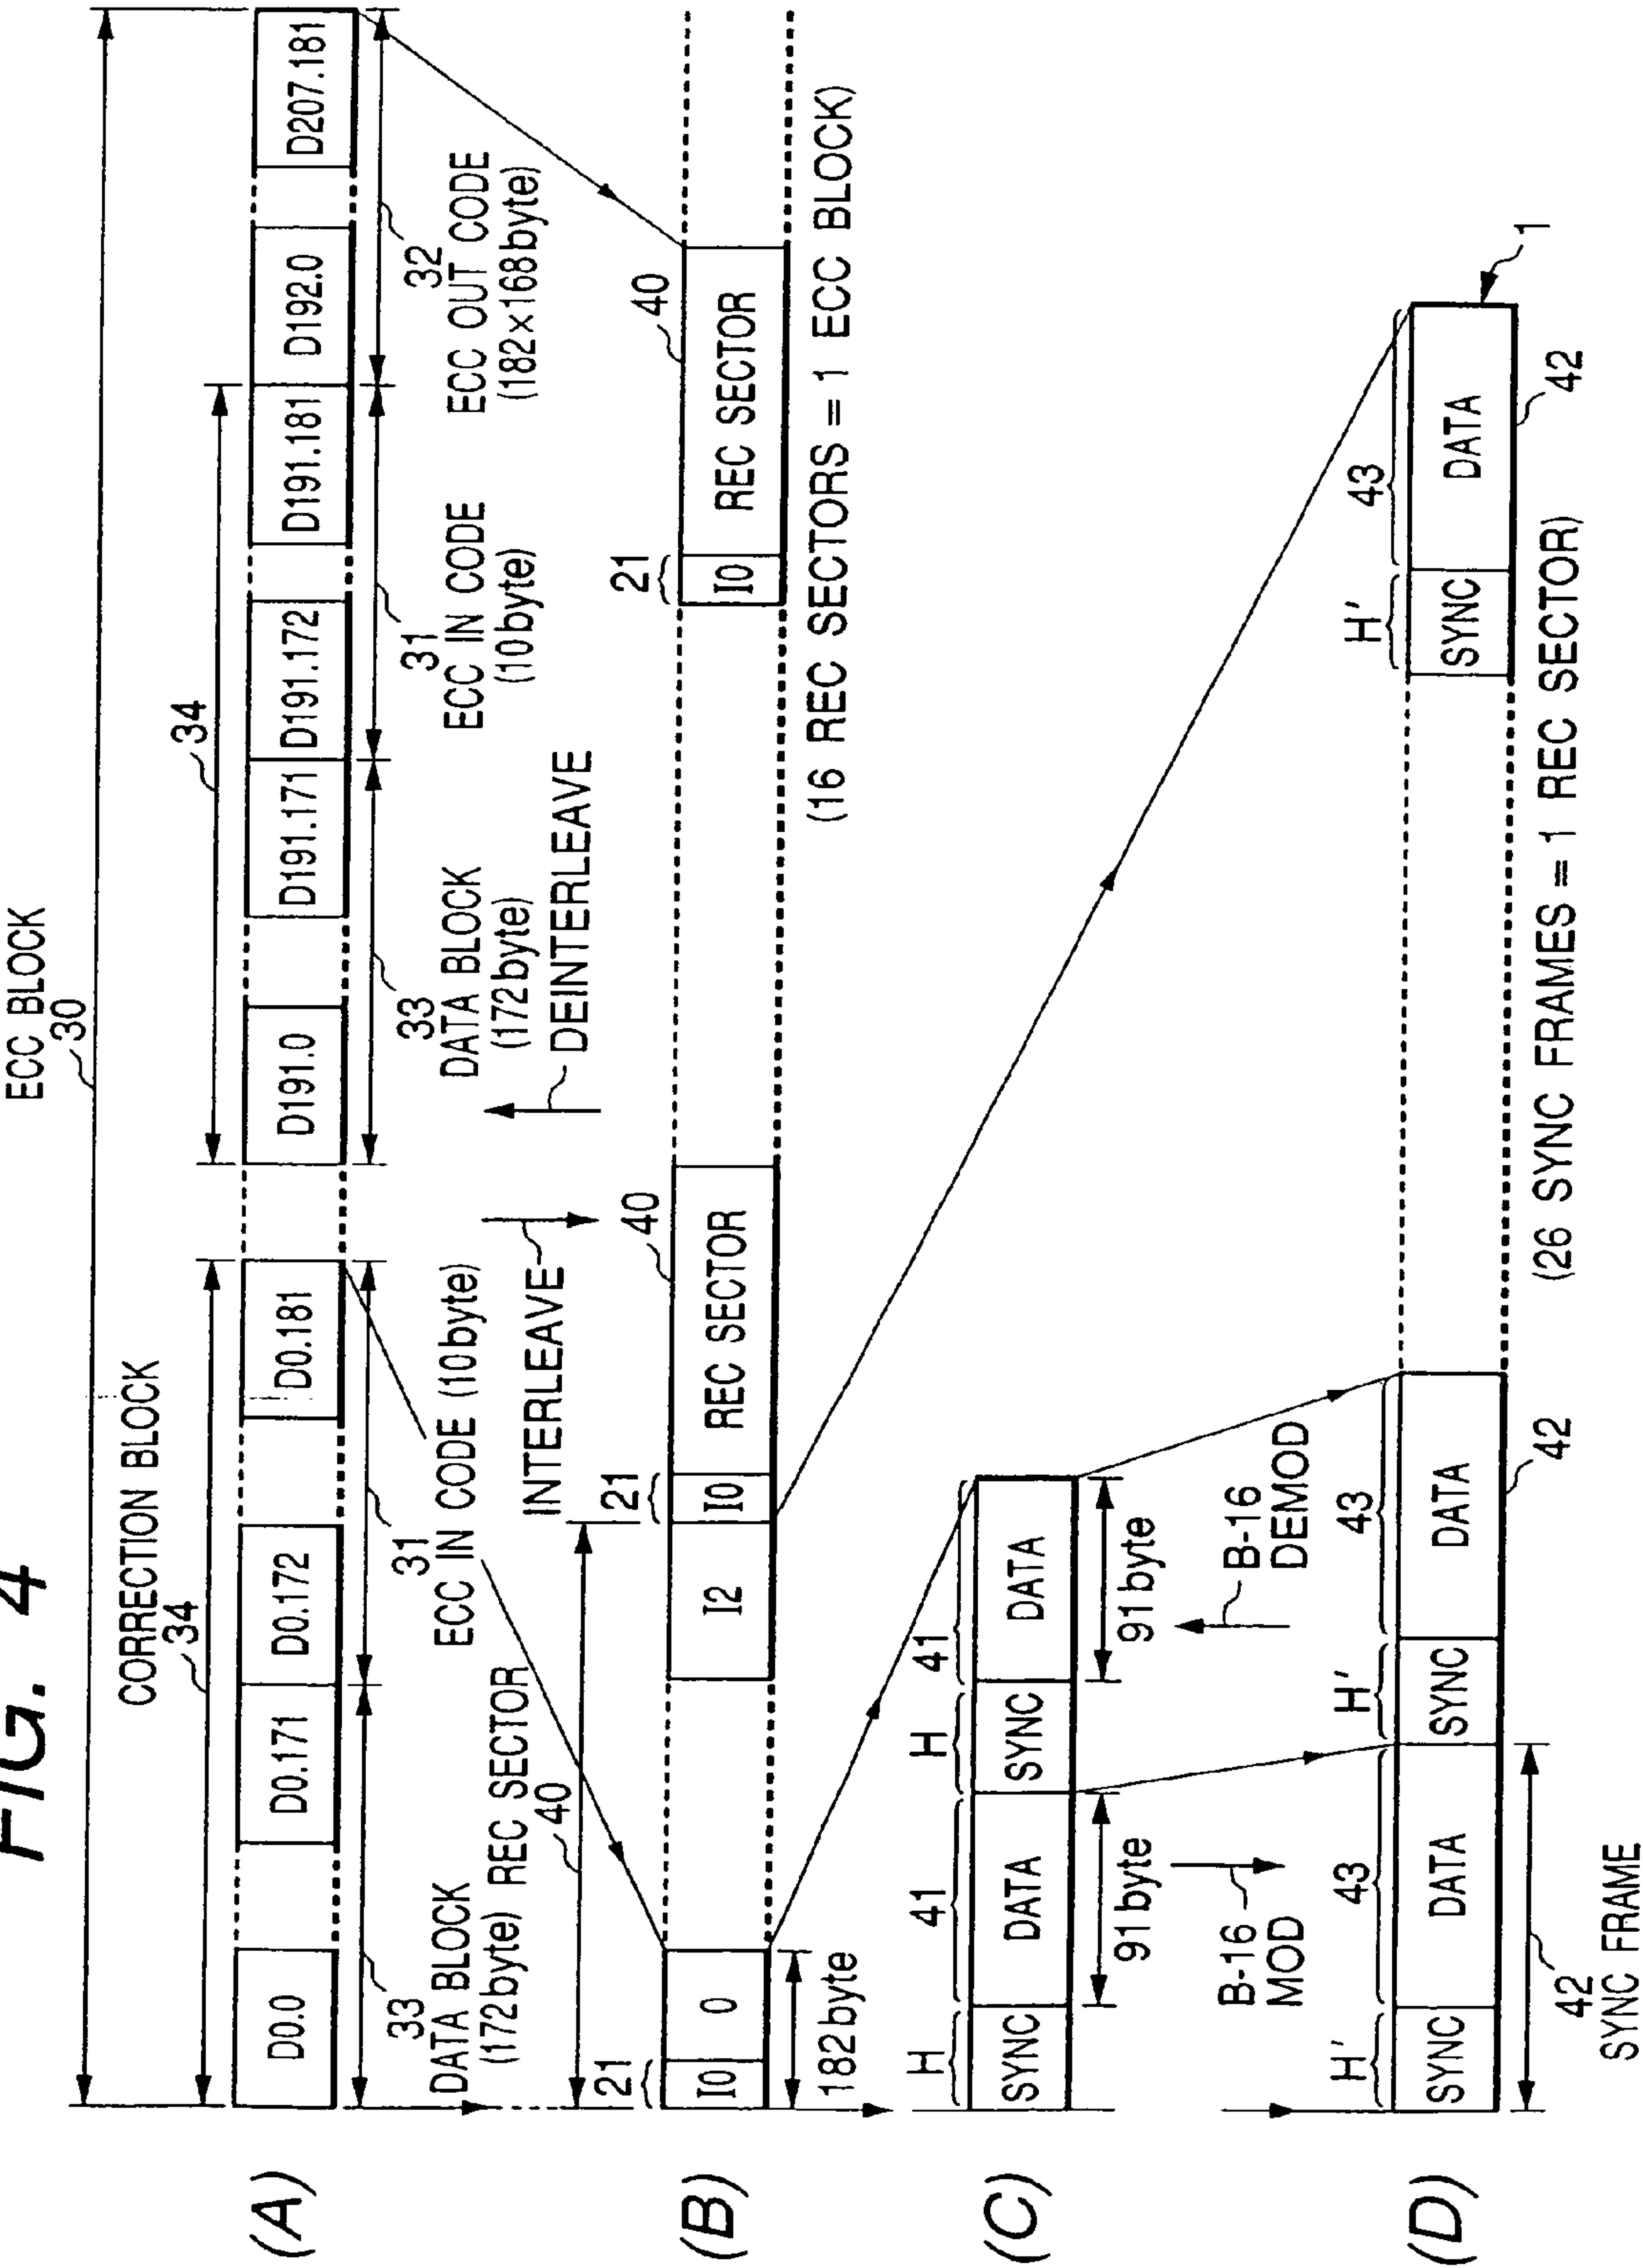 FIG. 4
ECC BLOCK
30
CORRECTION BLOCK
34
34
(A)
D0.0
D0.171
D0.172
D0.181
D191.0
D191.171
D191.172
D191.181
D192.0
D207.181
33
DATA BLOCK
(172byte)
31
ECC IN CODE (10byte)
33
DATA BLOCK
(172byte)
31
ECC IN CODE
(10byte)
32
ECC OUT CODE
(182×168byte)
REC SECTOR
40
INTERLEAVE
DEINTERLEAVE
(B)
21
I0
0
I2
21
I0
40
REC SECTOR
21
I0
40
REC SECTOR
182byte
(16 REC SECTORS = 1 ECC BLOCK)
(C)
H
SYNC
41
DATA
H
SYNC
41
DATA
91byte
91byte
B-16
MOD
B-16
DEMOD
(D)
H'
SYNC
43
DATA
H'
SYNC
43
DATA
H'
SYNC
43
DATA
1
42
SYNC FRAME
42
42
(26 SYNC FRAMES = 1 REC SECTOR)